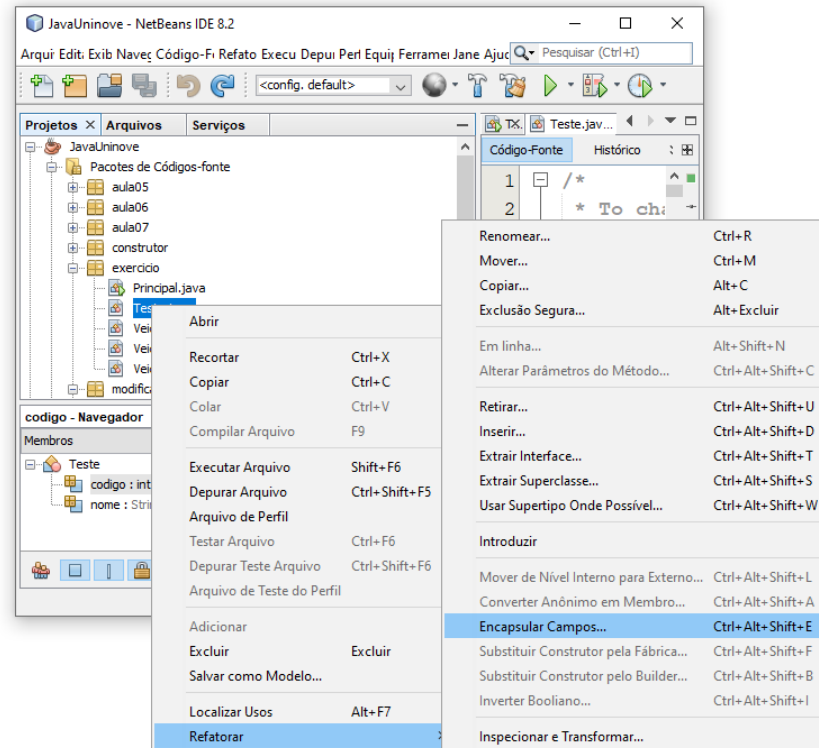 JavaUninove - NetBeans IDE 8.2
Arqui Edit Exib Naveg Código-F Refato Execu Depui Perl Equip Ferramei Jane Ajuc Pesquisar (Ctrl+I)
<config. default>
Projetos Arquivos Serviços
TX. Teste.jav...
JavaUninove
Código-Fonte Histórico
Pacotes de Códigos-fonte
aula05
1 /*
aula06
2 * To cha
aula07
construtor
exercicio
Principal.java
Tes
Vei
Vei
Vei
modifica
codigo - Navegador
Membros
Teste
codigo : int
nome : Strin
Abrir
Recortar Ctrl+X
Copiar Ctrl+C
Colar Ctrl+V
Compilar Arquivo F9
Executar Arquivo Shift+F6
Depurar Arquivo Ctrl+Shift+F5
Arquivo de Perfil
Testar Arquivo Ctrl+F6
Depurar Teste Arquivo Ctrl+Shift+F6
Arquivo de Teste do Perfil
Adicionar
Excluir Excluir
Salvar como Modelo...
Localizar Usos Alt+F7
Refatorar
Renomear... Ctrl+R
Mover... Ctrl+M
Copiar... Alt+C
Exclusão Segura... Alt+Excluir
Em linha... Alt+Shift+N
Alterar Parâmetros do Método... Ctrl+Alt+Shift+C
Retirar... Ctrl+Alt+Shift+U
Inserir... Ctrl+Alt+Shift+D
Extrair Interface... Ctrl+Alt+Shift+T
Extrair Superclasse... Ctrl+Alt+Shift+S
Usar Supertipo Onde Possível... Ctrl+Alt+Shift+W
Introduzir
Mover de Nível Interno para Externo... Ctrl+Alt+Shift+L
Converter Anônimo em Membro... Ctrl+Alt+Shift+A
Encapsular Campos... Ctrl+Alt+Shift+E
Substituir Construtor pela Fábrica... Ctrl+Alt+Shift+F
Substituir Construtor pelo Builder... Ctrl+Alt+Shift+B
Inverter Booliano... Ctrl+Alt+Shift+I
Inspecionar e Transformar...